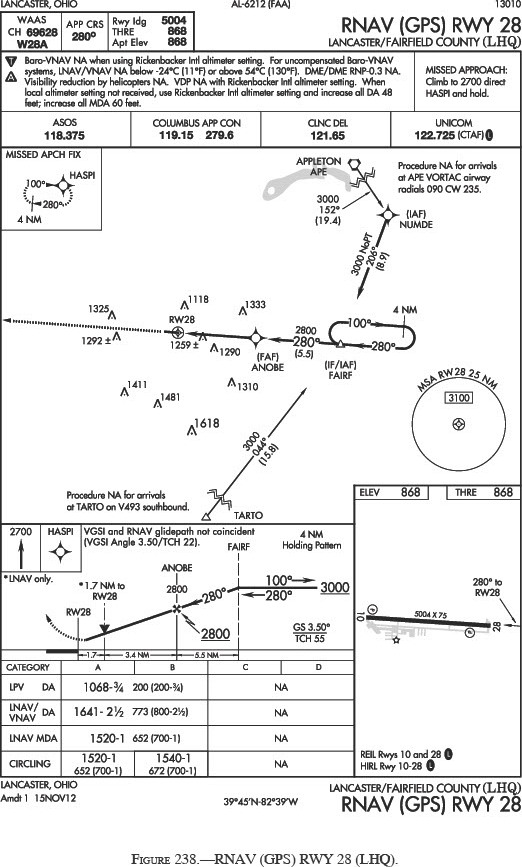 LANCASTER, OHIO
AL-6212 (FAA)
13010
WAAS
CH 69628
W28A
APP CRS
280°
Rwy ldg 5004
THRE 868
Apt Elev 868
RNAV (GPS) RWY 28
LANCASTER/FAIRFIELD COUNTY (LHQ)
T
A
Baro-VNAV NA when using Rickenbacker Intl altimeter setting. For uncompensated Baro-VNAV
systems, LNAV/VNAV NA below -24°C (11°F) or above 54°C (130°F). DME/DME RNP-0.3 NA.
Visibility reduction by helicopters NA. VDP NA with Rickenbacker Intl altimeter setting. When
local altimeter setting not received, use Rickenbacker Intl altimeter setting and increase all DA 48
feet; increase all MDA 60 feet.
MISSED APPROACH:
Climb to 2700 direct
HASPI and hold.
ASOS
118.375
COLUMBUS APP CON
119.15 279.6
CLNC DEL
121.65
UNICOM
122.725 (CTAF) L
MISSED APCH FIX
HASPI
100°
280°
4 NM
APPLETON
APE
Procedure NA for arrivals
at APE VORTAC airway
radials 090 CW 235.
3000
152°
(19.4)
(IAF)
NUMDE
3000 NoPT
206°
(8.9)
4 NM
1325
1118
1333
RW28
1292 ±
1259 ±
1290
2800
280°
(5.5)
100°
280°
(FAF)
ANOBE
(IF/IAF)
FAIRF
1411
1481
1310
1618
MSA RW 28 25 NM
3100
3000
044°
(15.8)
Procedure NA for arrivals
at TARTO on V493 southbound.
TARTO
ELEV 868
THRE 868
2700
HASPI
VGSI and RNAV glidepath not coincident
(VGSI Angle 3.50/TCH 22).
4 NM
Holding Pattern
FAIRF
*LNAV only.
*1.7 NM to
RW28
RW28
ANOBE
2800
280°
100°
280°
3000
2800
GS 3.50°
TCH 55
1.7
3.4 NM
5.5 NM
280° to
RW28
10
5004 X 75
28
P
P
CATEGORY
A
B
C
D
LPV DA
1068-¾ 200 (200-¾)
NA
LNAV/
VNAV DA
1641-2½ 773 (800-2½)
NA
LNAV MDA
1520-1 652 (700-1)
NA
CIRCLING
1520-1
652 (700-1)
1540-1
672 (700-1)
NA
REIL Rwys 10 and 28 L
HIRL Rwy 10-28 L
LANCASTER, OHIO
Amdt 1 15NOV12
39°45'N-82°39'W
LANCASTER/FAIRFIELD COUNTY (LHQ)
RNAV (GPS) RWY 28
FIGURE 238.—RNAV (GPS) RWY 28 (LHQ).